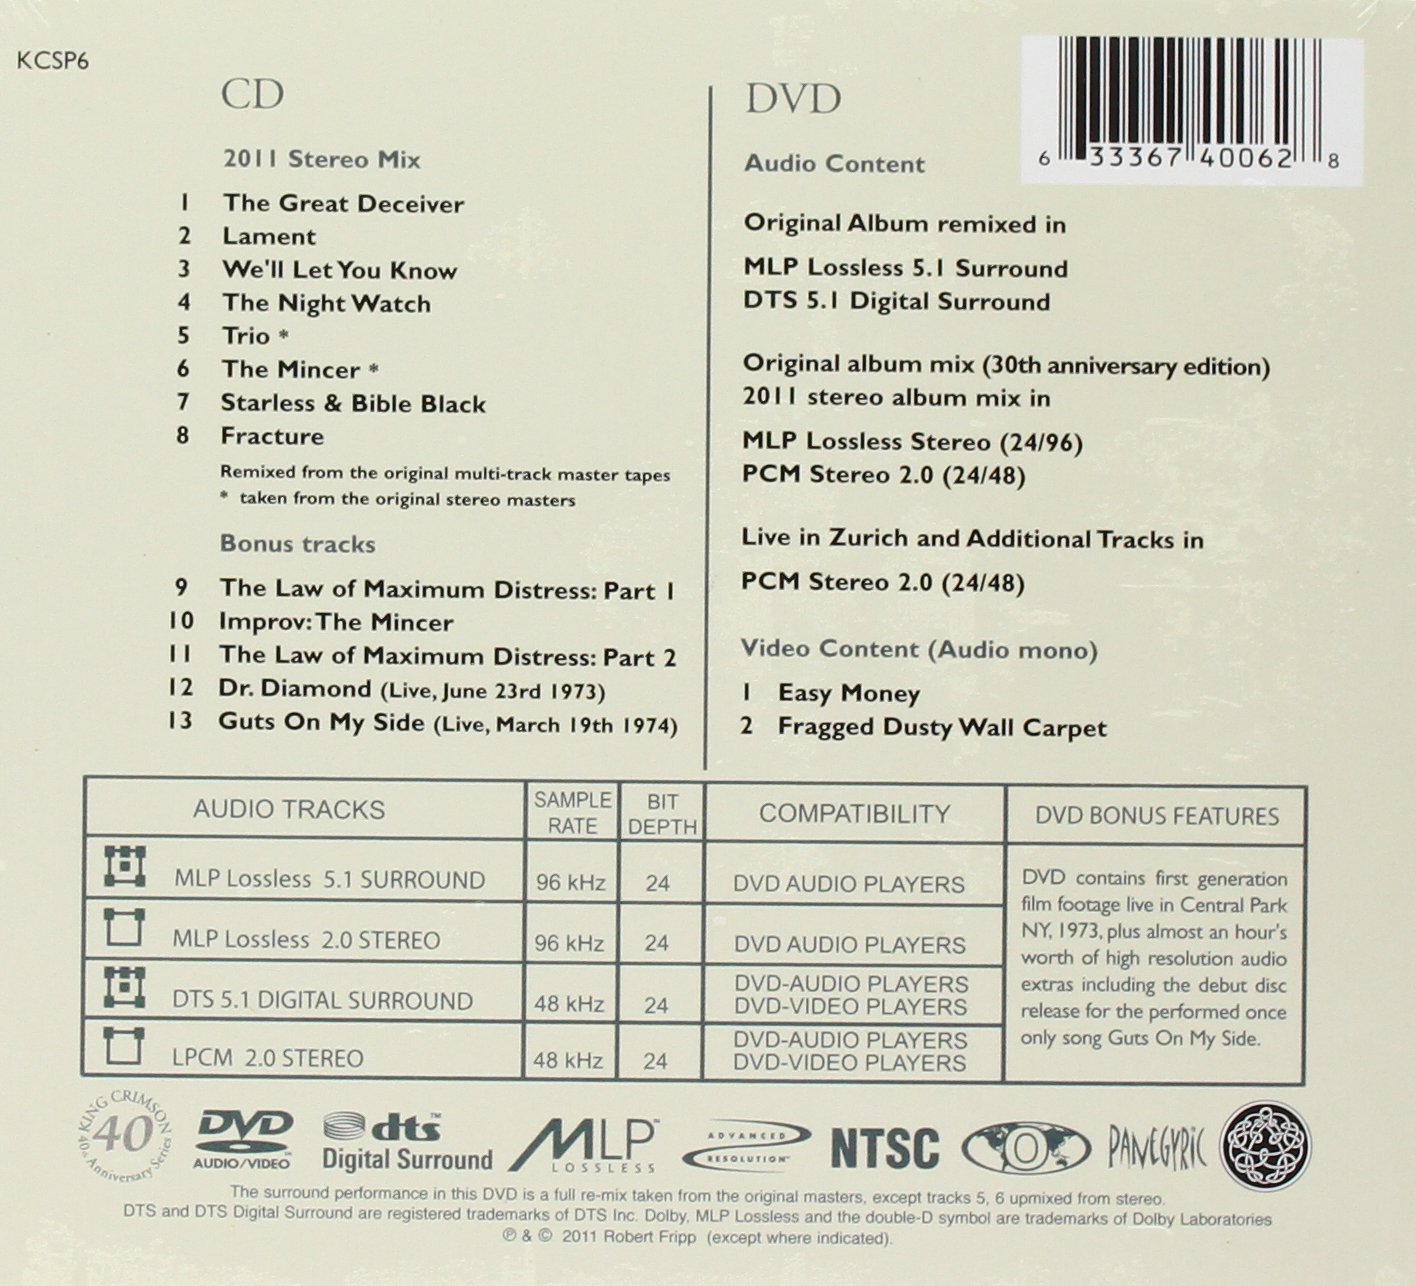 KCSP6
CD
2011 Stereo Mix
1 The Great Deceiver
2 Lament
3 We'll Let You Know
4 The Night Watch
5 Trio *
6 The Mincer *
7 Starless & Bible Black
8 Fracture
Remixed from the original multi-track master tapes
* taken from the original stereo masters
Bonus tracks
9 The Law of Maximum Distress: Part 1
10 Improv: The Mincer
11 The Law of Maximum Distress: Part 2
12 Dr. Diamond (Live, June 23rd 1973)
13 Guts On My Side (Live, March 19th 1974)
DVD
6 33367 40062 8
Audio Content
Original Album remixed in
MLP Lossless 5.1 Surround
DTS 5.1 Digital Surround
Original album mix (30th anniversary edition)
2011 stereo album mix in
MLP Lossless Stereo (24/96)
PCM Stereo 2.0 (24/48)
Live in Zurich and Additional Tracks in
PCM Stereo 2.0 (24/48)
Video Content (Audio mono)
1 Easy Money
2 Fragged Dusty Wall Carpet
AUDIO TRACKS SAMPLE RATE BIT DEPTH COMPATIBILITY
MLP Lossless 5.1 SURROUND 96 kHz 24 DVD AUDIO PLAYERS
MLP Lossless 2.0 STEREO 96 kHz 24 DVD AUDIO PLAYERS
DTS 5.1 DIGITAL SURROUND 48 kHz 24 DVD-AUDIO PLAYERS
DVD-VIDEO PLAYERS
LPCM 2.0 STEREO 48 kHz 24 DVD-AUDIO PLAYERS
DVD-VIDEO PLAYERS
DVD BONUS FEATURES
DVD contains first generation
film footage live in Central Park
NY, 1973, plus almost an hour's
worth of high resolution audio
extras including the debut disc
release for the performed once
only song Guts On My Side.
KING CRIMSON
40
40th Anniversary Series
DVD
AUDIO/VIDEO™
dts™
Digital Surround
MLP™
LOSSLESS
ADVANCED
RESOLUTION™
NTSC
O
PANEGYRIC
The surround performance in this DVD is a full re-mix taken from the original masters, except tracks 5, 6 upmixed from stereo.
DTS and DTS Digital Surround are registered trademarks of DTS Inc. Dolby, MLP Lossless and the double-D symbol are trademarks of Dolby Laboratories
℗ & © 2011 Robert Fripp (except where indicated).